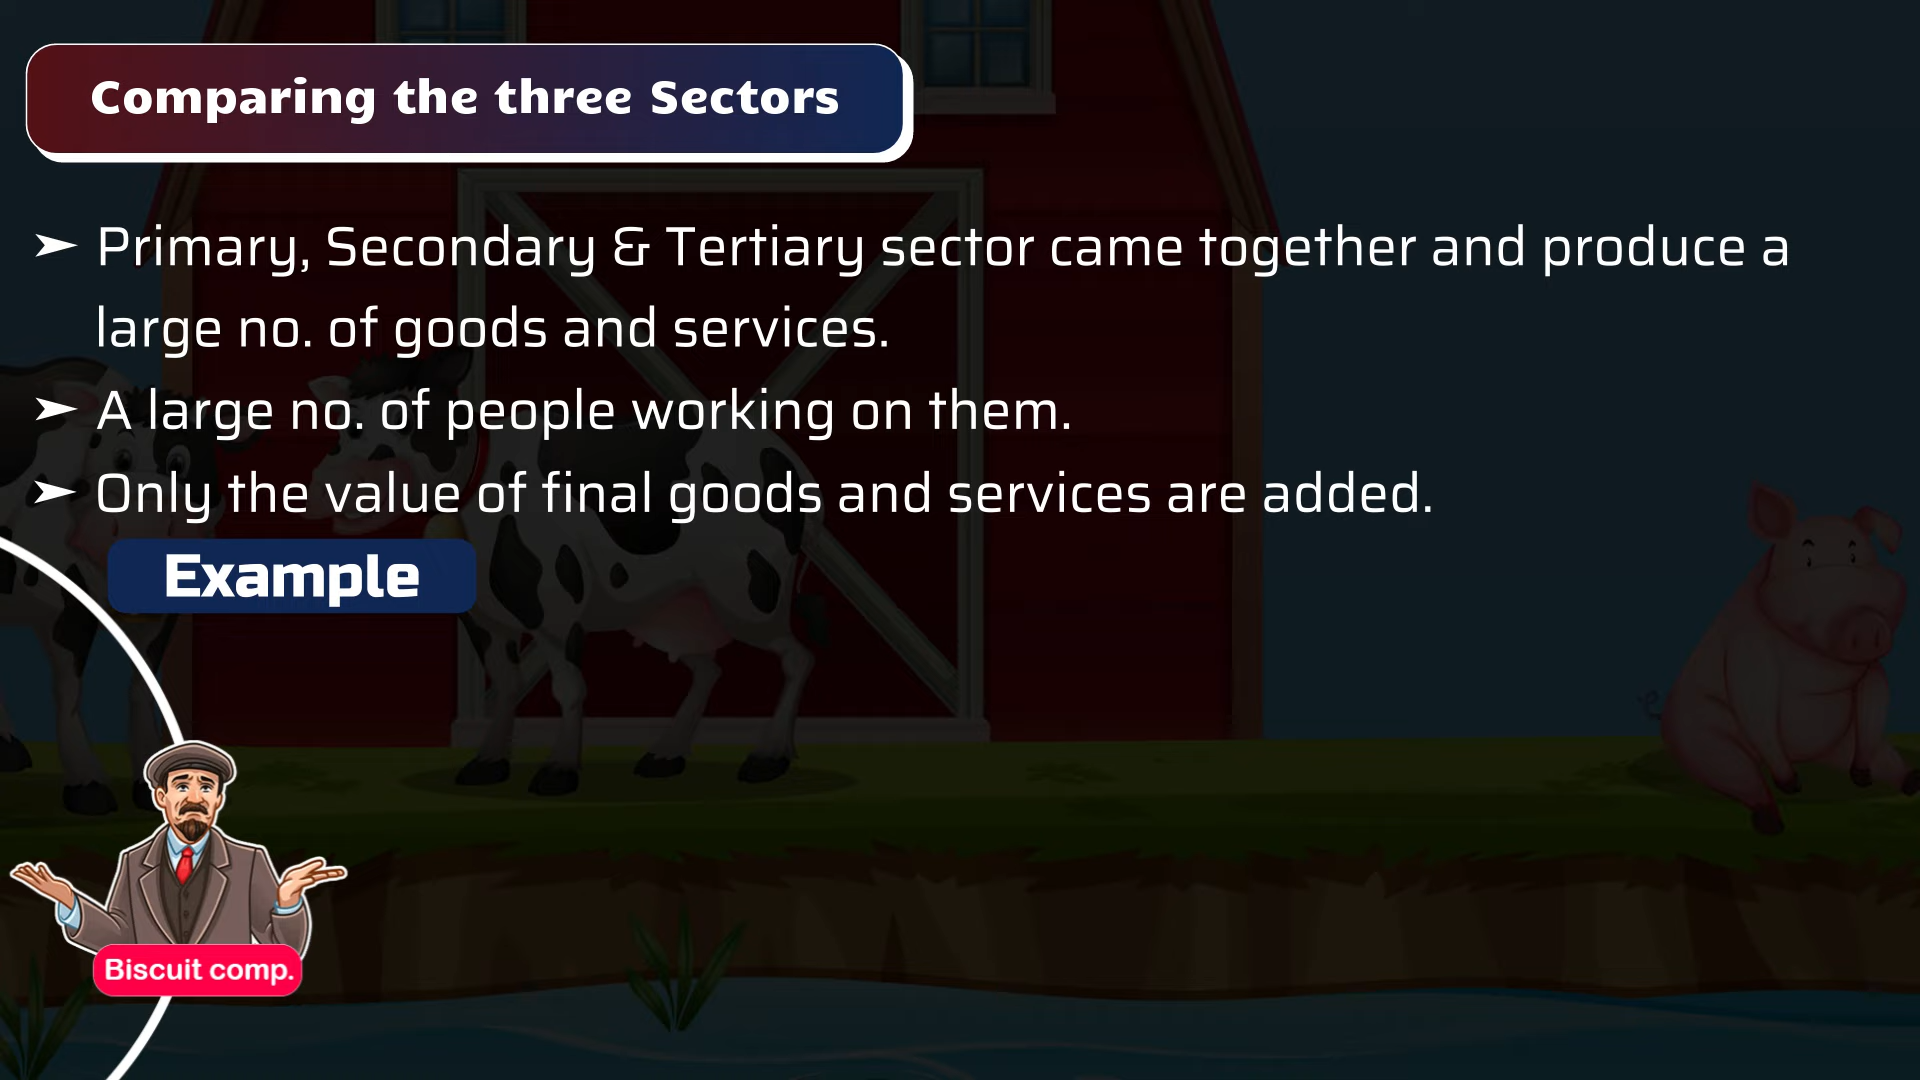 Comparing the three Sectors
➤ Primary, Secondary & Tertiary sector came together and produce a
large no. of goods and services.
➤ A large no. of people working on them.
➤ Only the value of final goods and services are added.
Example
Biscuit comp.